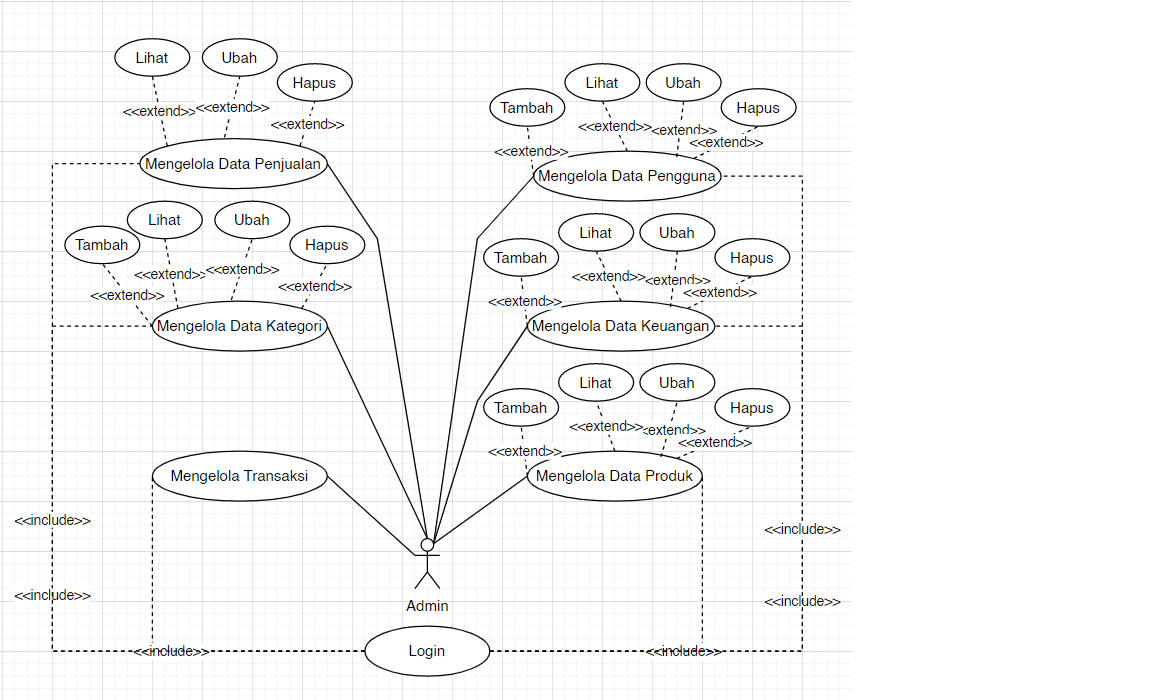 Lihat
Ubah
Hapus
<<extend>>
<<extend>>
<<extend>>
Mengelola Data Penjualan
Tambah
Lihat
Ubah
Hapus
<<extend>>
<<extend>>
<<extend>>
<<extend>>
Mengelola Data Kategori
Mengelola Transaksi
Tambah
Lihat
Ubah
Hapus
<<extend>>
<<extend>>
<<extend>>
<<extend>>
Mengelola Data Pengguna
Tambah
Lihat
Ubah
Hapus
<<extend>>
<<extend>>
<<extend>>
<<extend>>
Mengelola Data Keuangan
Tambah
Lihat
Ubah
Hapus
<<extend>>
<<extend>>
<<extend>>
<<extend>>
Mengelola Data Produk
<<include>>
<<include>>
<<include>>
<<include>>
Admin
<<include>>
Login
<<include>>